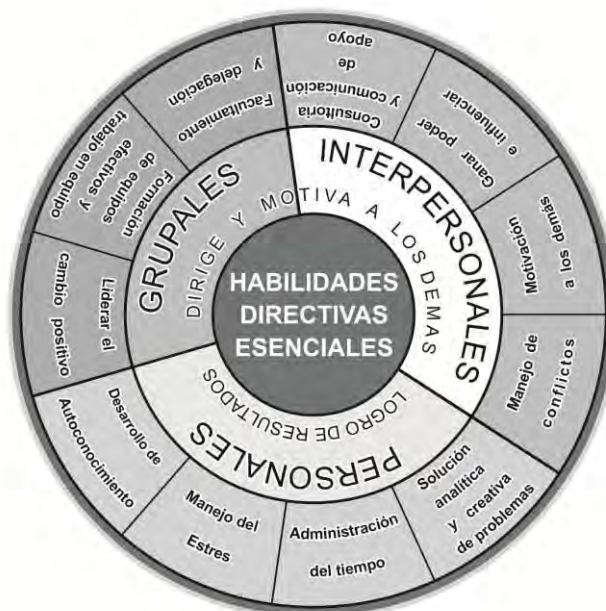 HABILIDADES
DIRECTIVAS
ESENCIALES
GRUPALES
INTERPERSONALES
DIRIGE Y MOTIVA A LOS DEMAS
PERSONALES
LOGRO DE RESULTADOS
Liderar el
cambio positivo
Formación
de equipos
efectivos y
trabajo en equipo
Facultamiento
y delegación
Consultoria
y comunicación
de
apoyo
Ganar poder
e influenciar
Motivación
a los demás
Manejo de
conflictos
Solución
analítica
y creativa
de problemas
Administración
del tiempo
Manejo del
Estres
Desarrollo de
Autoconocimiento